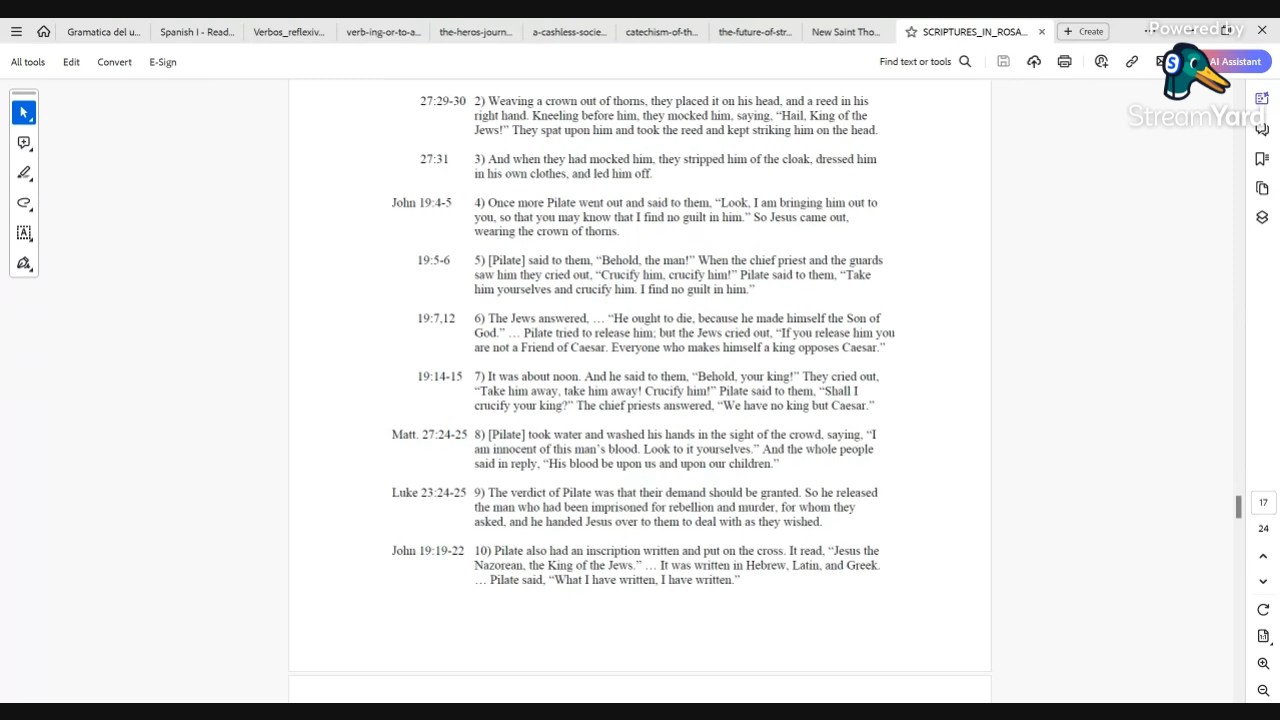 Gramatica del u...
Spanish I - Read...
Verbos_reflexiv...
verb-ing-or-to-a...
the-heros-journ...
a-cashless-socie...
catechism-of-th...
the-future-of-str...
New Saint Tho...
SCRIPTURES_IN_ROSA...
Create
Powered by
All tools
Edit
Convert
E-Sign
Find text or tools
AI Assistant
StreamYard
27:29-30 2) Weaving a crown out of thorns, they placed it on his head, and a reed in his
right hand. Kneeling before him, they mocked him, saying, “Hail, King of the
Jews!” They spat upon him and took the reed and kept striking him on the head.
27:31 3) And when they had mocked him, they stripped him of the cloak, dressed him
in his own clothes, and led him off.
John 19:4-5 4) Once more Pilate went out and said to them, “Look, I am bringing him out to
you, so that you may know that I find no guilt in him.” So Jesus came out,
wearing the crown of thorns.
19:5-6 5) [Pilate] said to them, “Behold, the man!” When the chief priest and the guards
saw him they cried out, “Crucify him, crucify him!” Pilate said to them, “Take
him yourselves and crucify him. I find no guilt in him.”
19:7,12 6) The Jews answered, … “He ought to die, because he made himself the Son of
God.” … Pilate tried to release him; but the Jews cried out, “If you release him you
are not a Friend of Caesar. Everyone who makes himself a king opposes Caesar.”
19:14-15 7) It was about noon. And he said to them, “Behold, your king!” They cried out,
“Take him away, take him away! Crucify him!” Pilate said to them, “Shall I
crucify your king?” The chief priests answered, “We have no king but Caesar.”
Matt. 27:24-25 8) [Pilate] took water and washed his hands in the sight of the crowd, saying, “I
am innocent of this man’s blood. Look to it yourselves.” And the whole people
said in reply, “His blood be upon us and upon our children.”
Luke 23:24-25 9) The verdict of Pilate was that their demand should be granted. So he released
the man who had been imprisoned for rebellion and murder, for whom they
asked, and he handed Jesus over to them to deal with as they wished.
John 19:19-22 10) Pilate also had an inscription written and put on the cross. It read, “Jesus the
Nazorean, the King of the Jews.” … It was written in Hebrew, Latin, and Greek.
… Pilate said, “What I have written, I have written.”
17
24